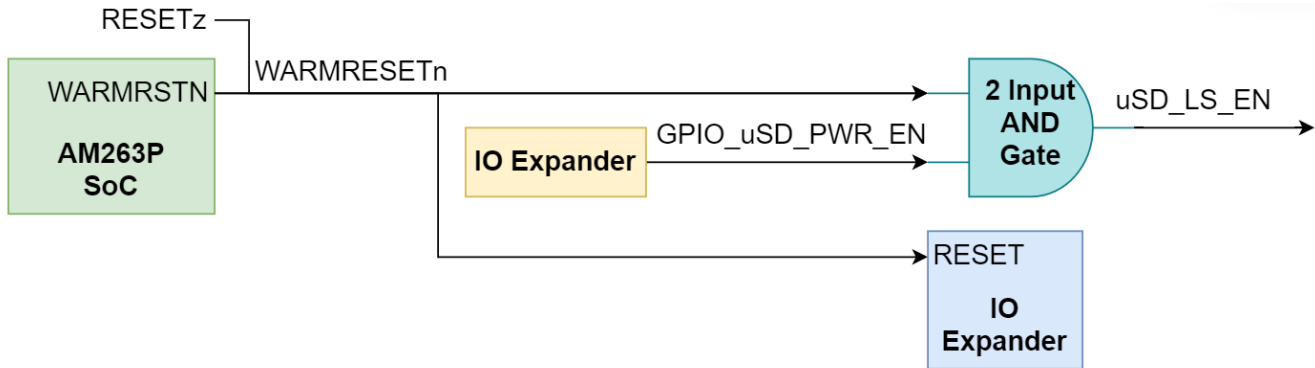 RESETz
WARMRESETn
WARMRSTN
AM263P
SoC
IO Expander
GPIO_uSD_PWR_EN
2 Input
AND
Gate
uSD_LS_EN
RESET
IO
Expander